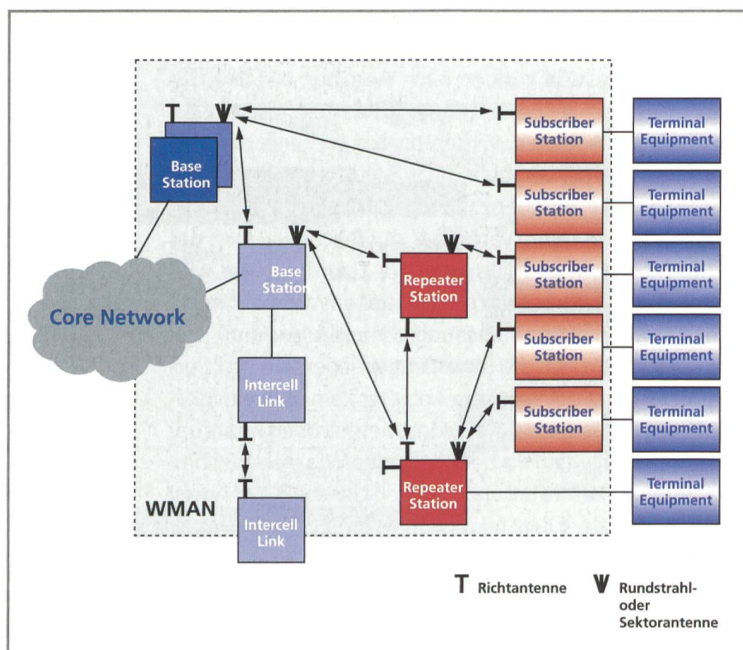 Subscriber
Station
Terminal
Equipment
Base
Station
Subscriber
Station
Terminal
Equipment
Base
Station
Repeater
Station
Subscriber
Station
Terminal
Equipment
Core Network
Subscriber
Station
Terminal
Equipment
Intercell
Link
Subscriber
Station
Terminal
Equipment
Repeater
Station
Terminal
Equipment
WMAN
Intercell
Link
Richtantenne
Rundstrahl-
oder
Sektorantenne